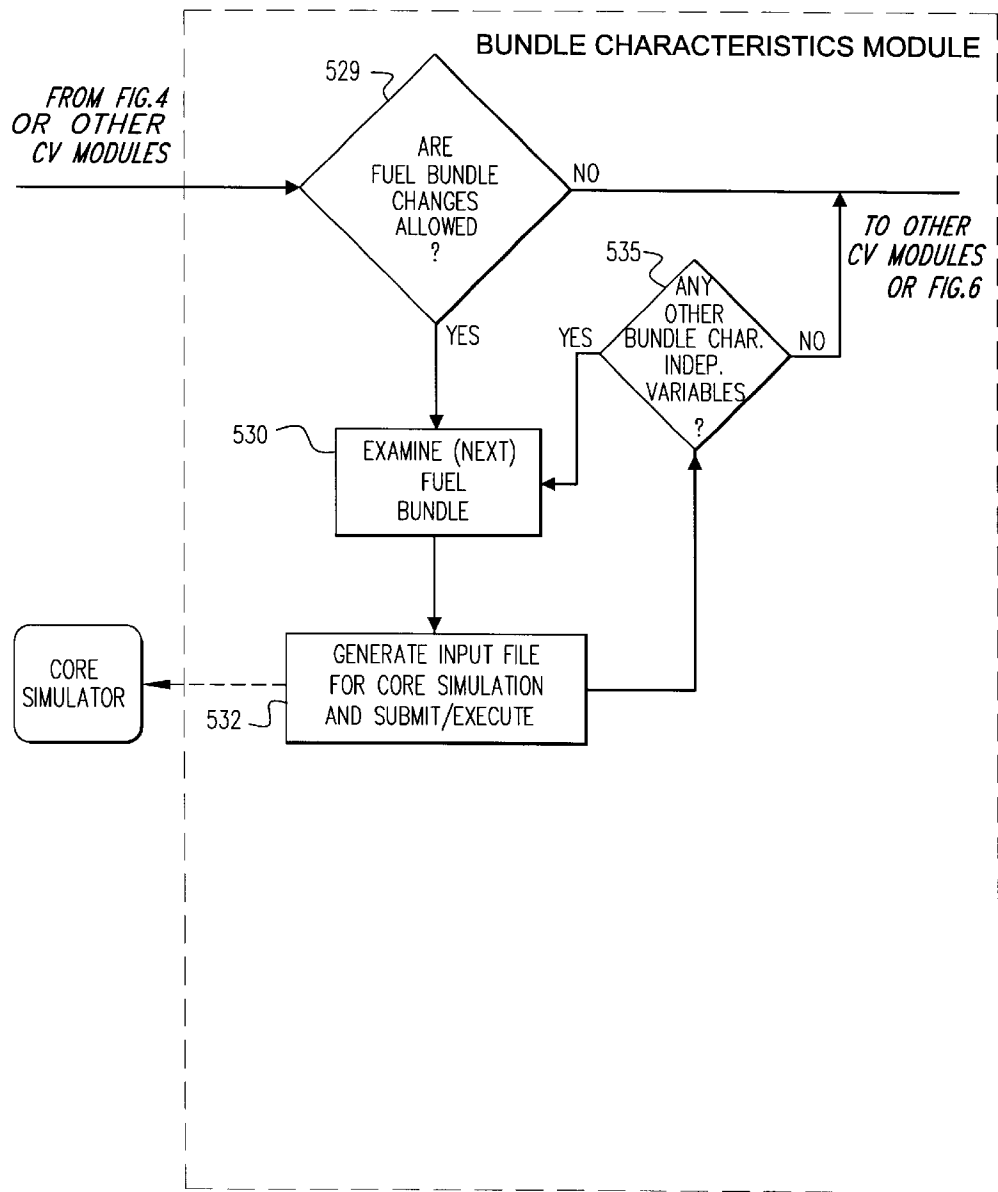 BUNDLE CHARACTERISTICS MODULE
529
FROM FIG.4
OR OTHER
CV MODULES
ARE
FUEL BUNDLE
CHANGES
ALLOWED
?
NO
TO OTHER
CV MODULES
OR FIG.6
535
ANY
OTHER
BUNDLE CHAR.
INDEP.
VARIABLES
?
YES
NO
YES
530
EXAMINE (NEXT)
FUEL
BUNDLE
CORE
SIMULATOR
GENERATE INPUT FILE
FOR CORE SIMULATION
AND SUBMIT/EXECUTE
532